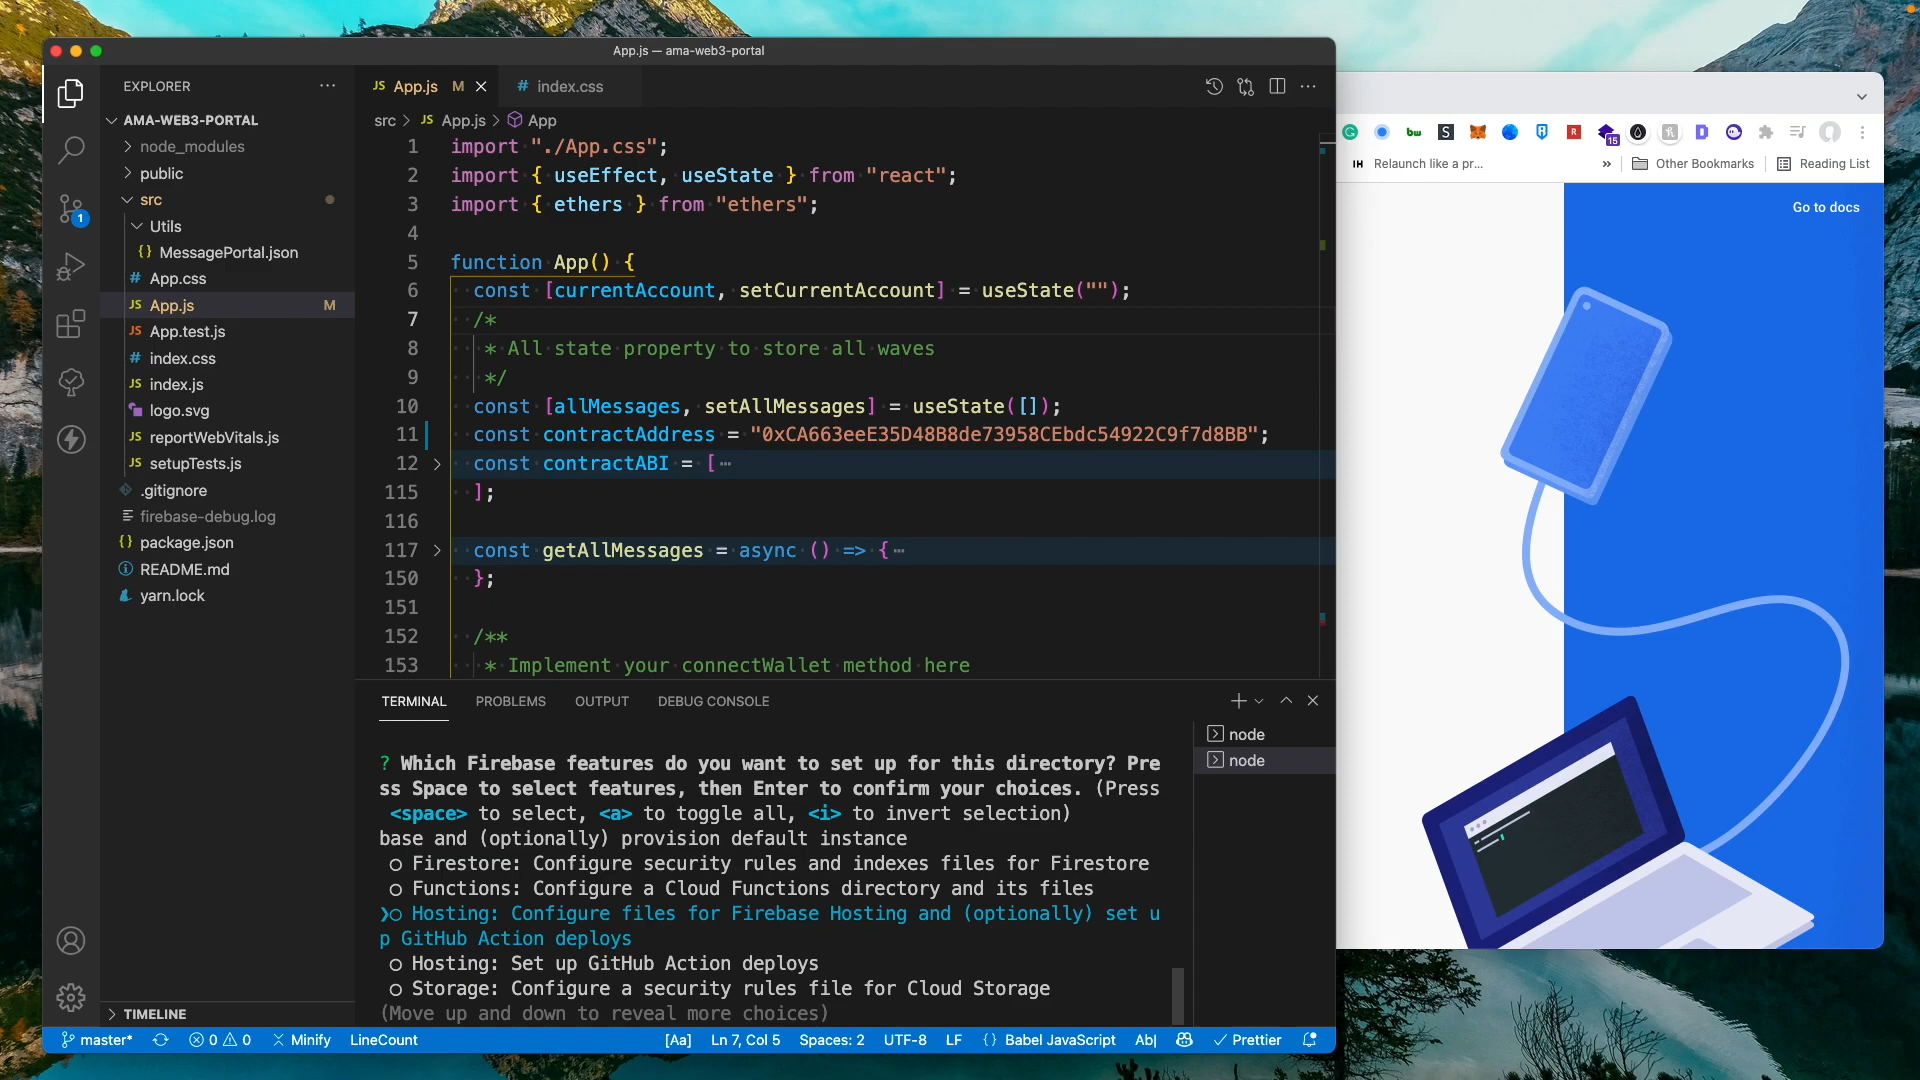 App.js — ama-web3-portal
EXPLORER
AMA-WEB3-PORTAL
node_modules
public
src
Utils
{} MessagePortal.json
# App.css
JS App.js M
JS App.test.js
# index.css
JS index.js
logo.svg
JS reportWebVitals.js
JS setupTests.js
.gitignore
firebase-debug.log
{} package.json
README.md
yarn.lock
TIMELINE
1
JS App.js M
# index.css
src > JS App.js > App
1 import "./App.css";
2 import { useEffect, useState } from "react";
3 import { ethers } from "ethers";
4
5 function App() {
6 const [currentAccount, setCurrentAccount] = useState("");
7 /*
8 * All state property to store all waves
9 */
10 const [allMessages, setAllMessages] = useState([]);
11 const contractAddress = "0xCA663eeE35D48B8de73958CEbdc54922C9f7d8BB";
12 const contractABI = [ ⋯
115 ];
116
117 const getAllMessages = async () => { ⋯
150 };
151
152 /**
153 * Implement your connectWallet method here
TERMINAL PROBLEMS OUTPUT DEBUG CONSOLE
node
node
? Which Firebase features do you want to set up for this directory? Pre
ss Space to select features, then Enter to confirm your choices. (Press
<space> to select, <a> to toggle all, <i> to invert selection)
base and (optionally) provision default instance
○ Firestore: Configure security rules and indexes files for Firestore
○ Functions: Configure a Cloud Functions directory and its files
❯○ Hosting: Configure files for Firebase Hosting and (optionally) set u
p GitHub Action deploys
○ Hosting: Set up GitHub Action deploys
○ Storage: Configure a security rules file for Cloud Storage
(Move up and down to reveal more choices)
master* 0 0 Minify LineCount [Aa] Ln 7, Col 5 Spaces: 2 UTF-8 LF {} Babel JavaScript Ab| Prettier
bw S R 15 D
IH Relaunch like a pr... » Other Bookmarks Reading List
Go to docs